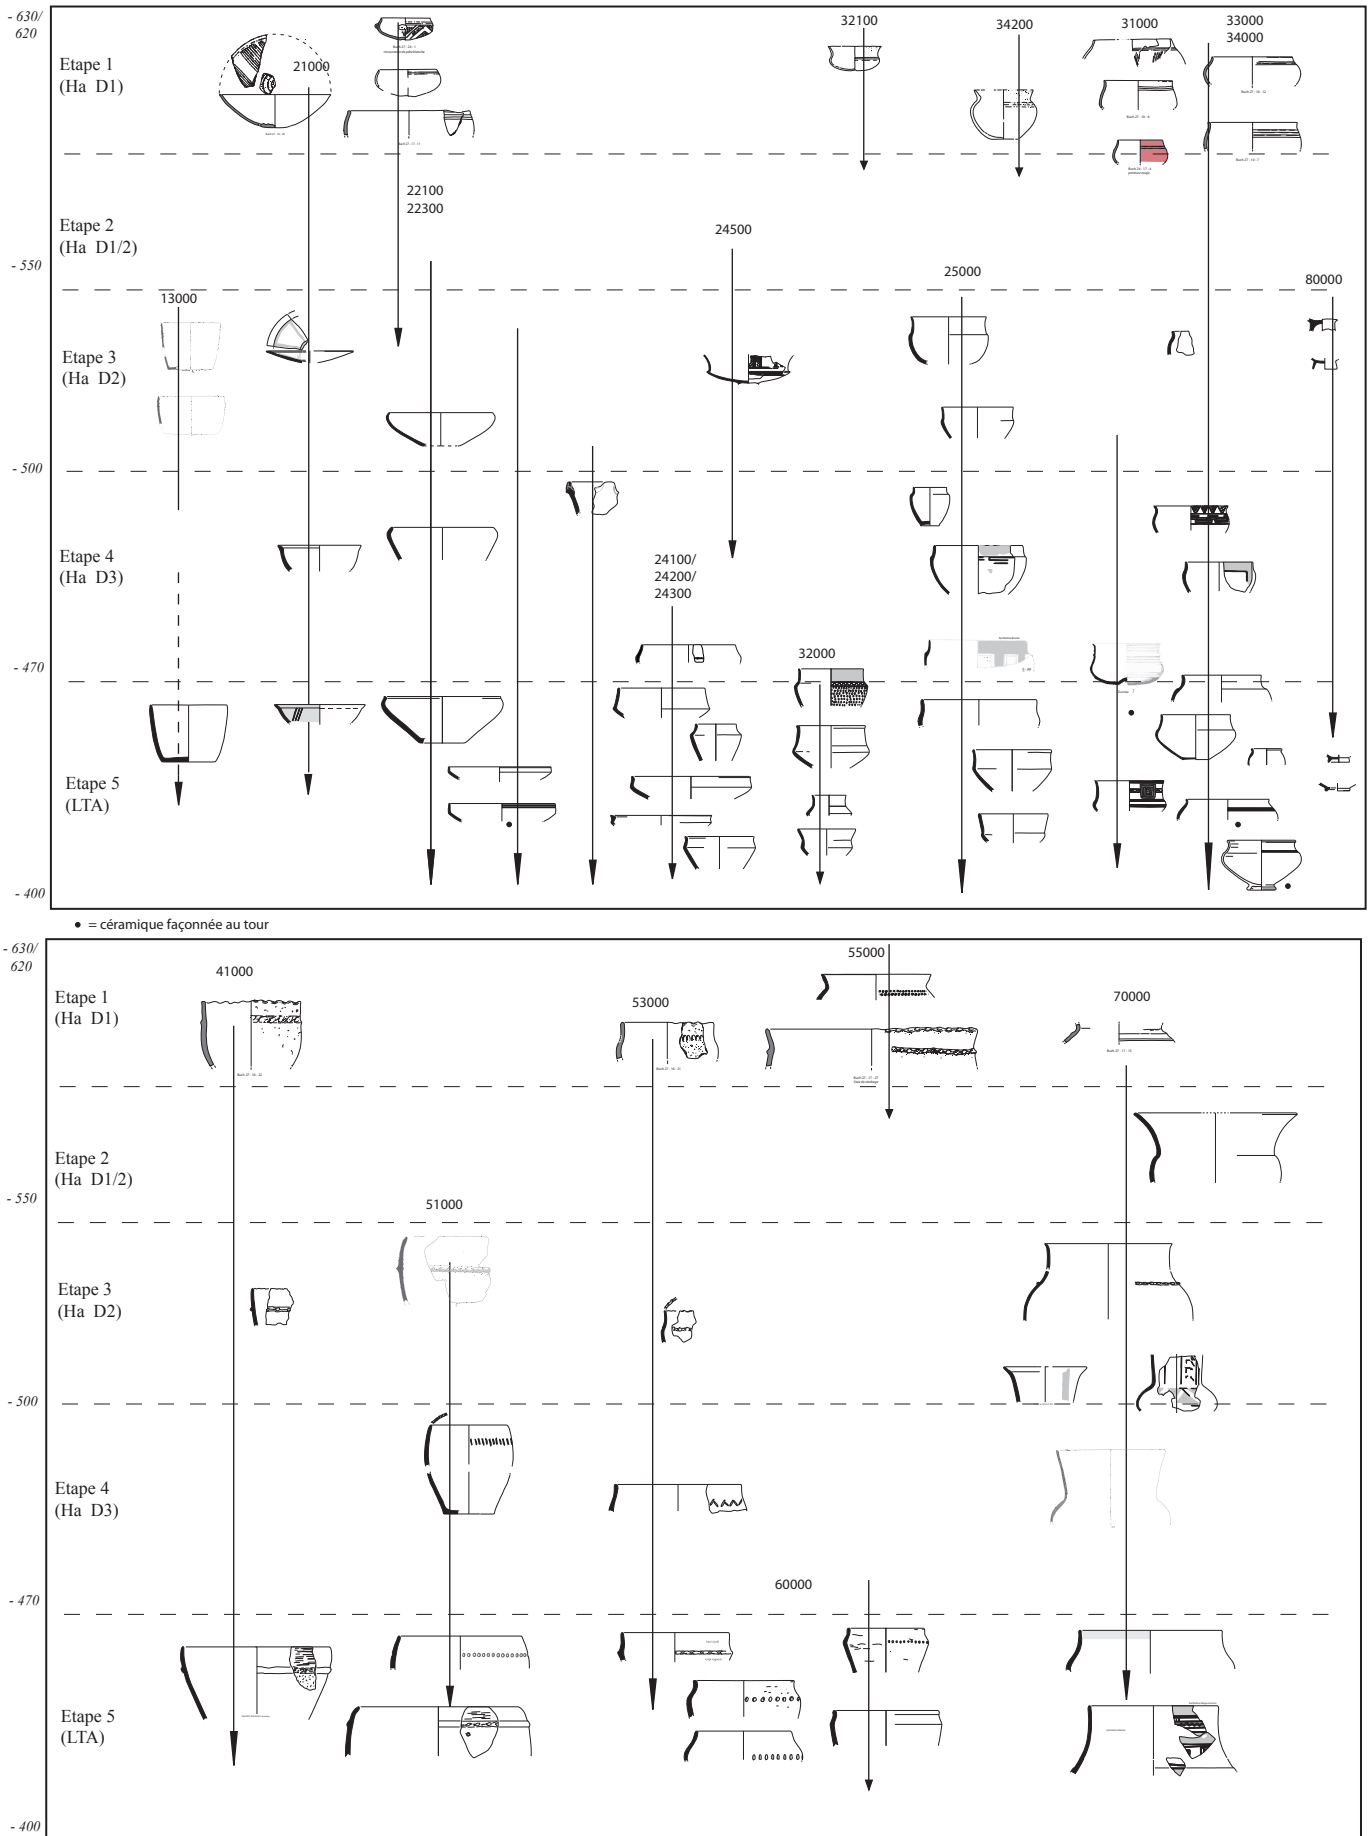 - 630/
620
32100
34200
31000
33000
34000
Etape 1
(Ha D1)
21000
22100
22300
Etape 2
(Ha D1/2)
24500
- 550
25000
80000
13000
Etape 3
(Ha D2)
- 500
Etape 4
(Ha D3)
24100/
24200/
24300
32000
- 470
Etape 5
(LTA)
- 400
• = céramique façonnée au tour
- 630/
620
41000
55000
Etape 1
(Ha D1)
53000
70000
Etape 2
(Ha D1/2)
- 550
51000
Etape 3
(Ha D2)
- 500
Etape 4
(Ha D3)
- 470
60000
Etape 5
(LTA)
- 400